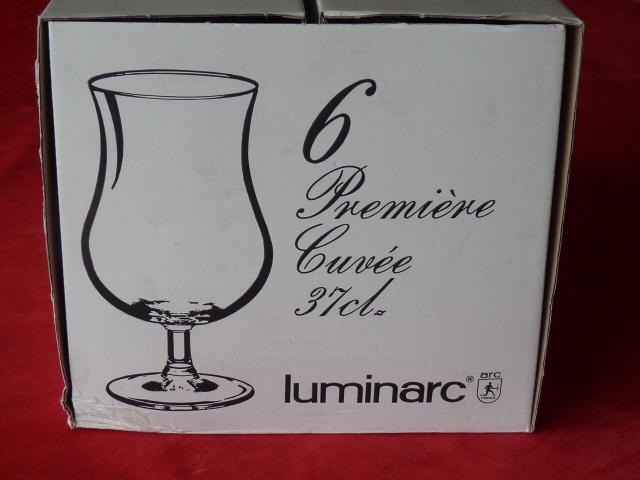 6
Première
Cuvée
37cl.
luminarc®
arc